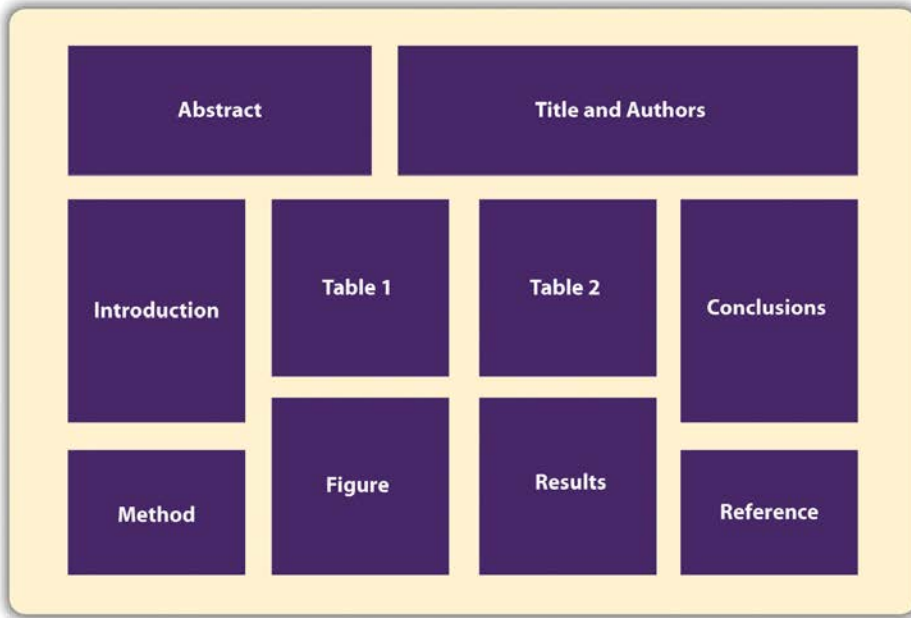 Abstract
Title and Authors
Introduction
Table 1
Table 2
Conclusions
Method
Figure
Results
Reference